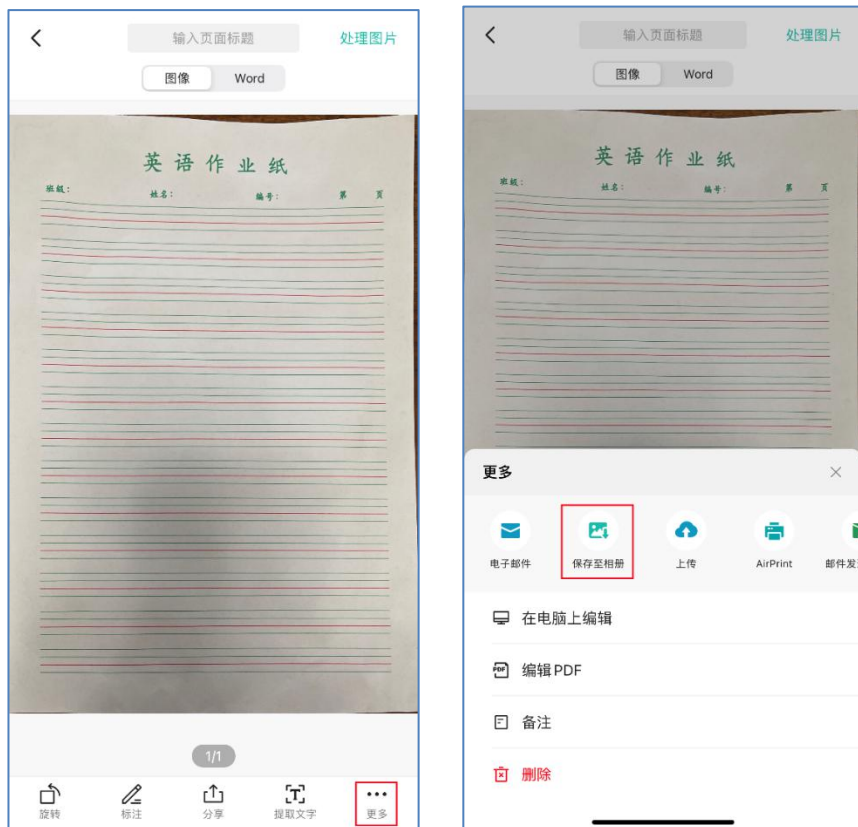 输入页面标题
处理图片
图像
Word
英语作业纸
班级：
姓名：
编号：
第 页
1/1
旋转
标注
分享
提取文字
更多
输入页面标题
处理图片
图像
Word
英语作业纸
班级：
姓名：
编号：
第 页
更多
电子邮件
保存至相册
上传
AirPrint
邮件发
在电脑上编辑
PDF
编辑PDF
备注
删除